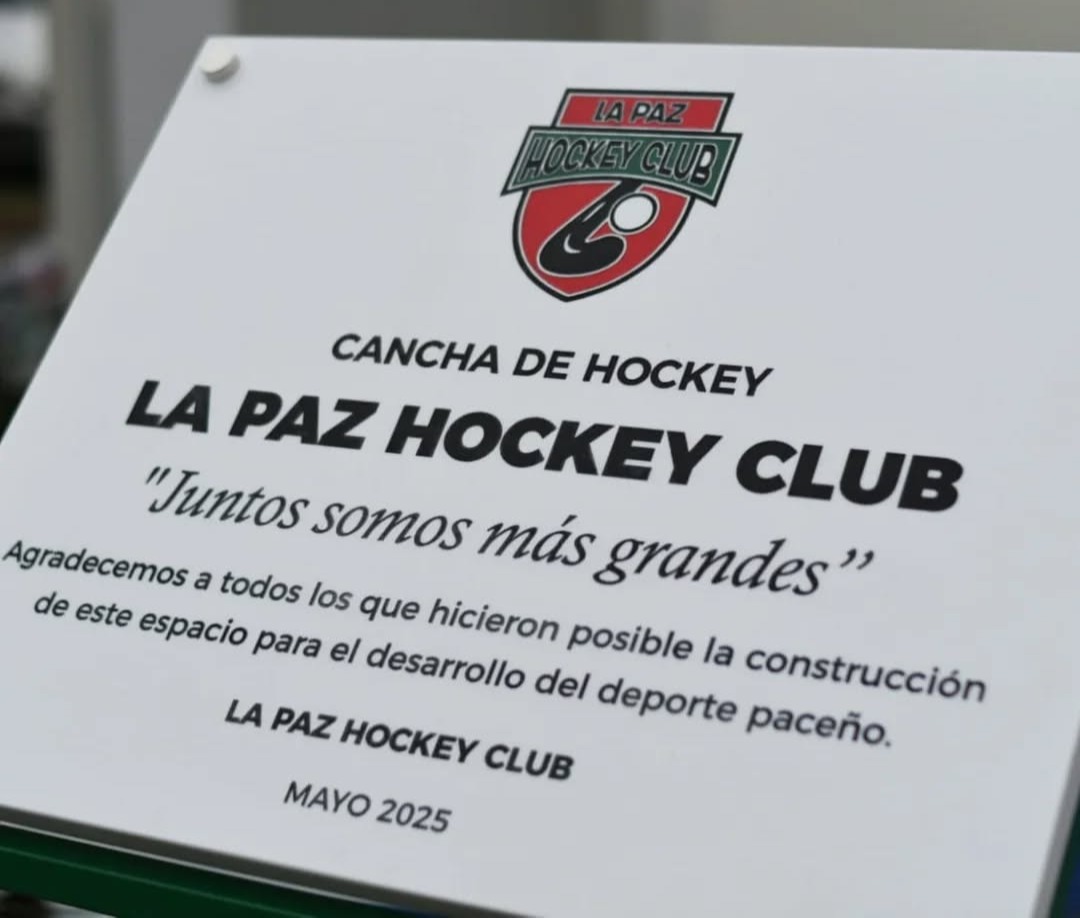 LA PAZ
HOCKEY CLUB
CANCHA DE HOCKEY
LA PAZ HOCKEY CLUB
"Juntos somos más grandes”
Agradecemos a todos los que hicieron posible la construcción
de este espacio para el desarrollo del deporte paceño.
LA PAZ HOCKEY CLUB
MAYO 2025